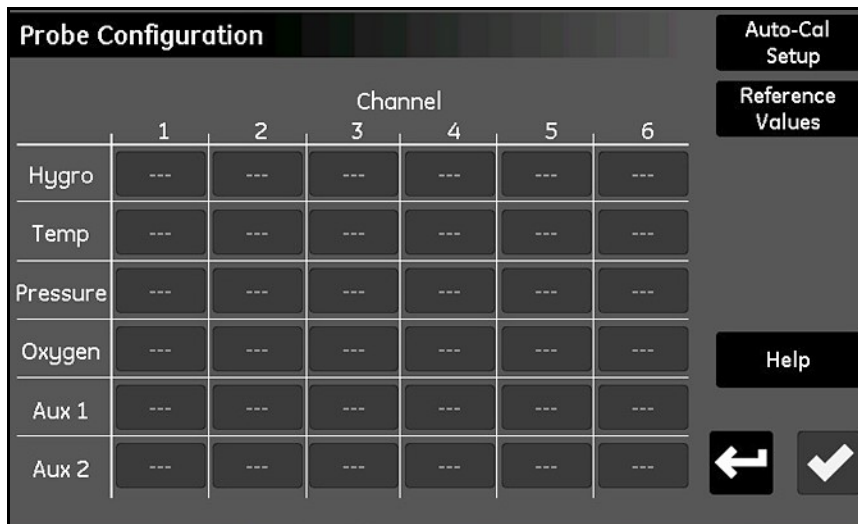 Probe Configuration
Auto-Cal
Setup
Reference
Values
Channel
1 2 3 4 5 6
Hygro --- --- --- --- --- ---
Temp --- --- --- --- --- ---
Pressure --- --- --- --- --- ---
Oxygen --- --- --- --- --- ---
Aux 1 --- --- --- --- --- ---
Aux 2 --- --- --- --- --- ---
Help